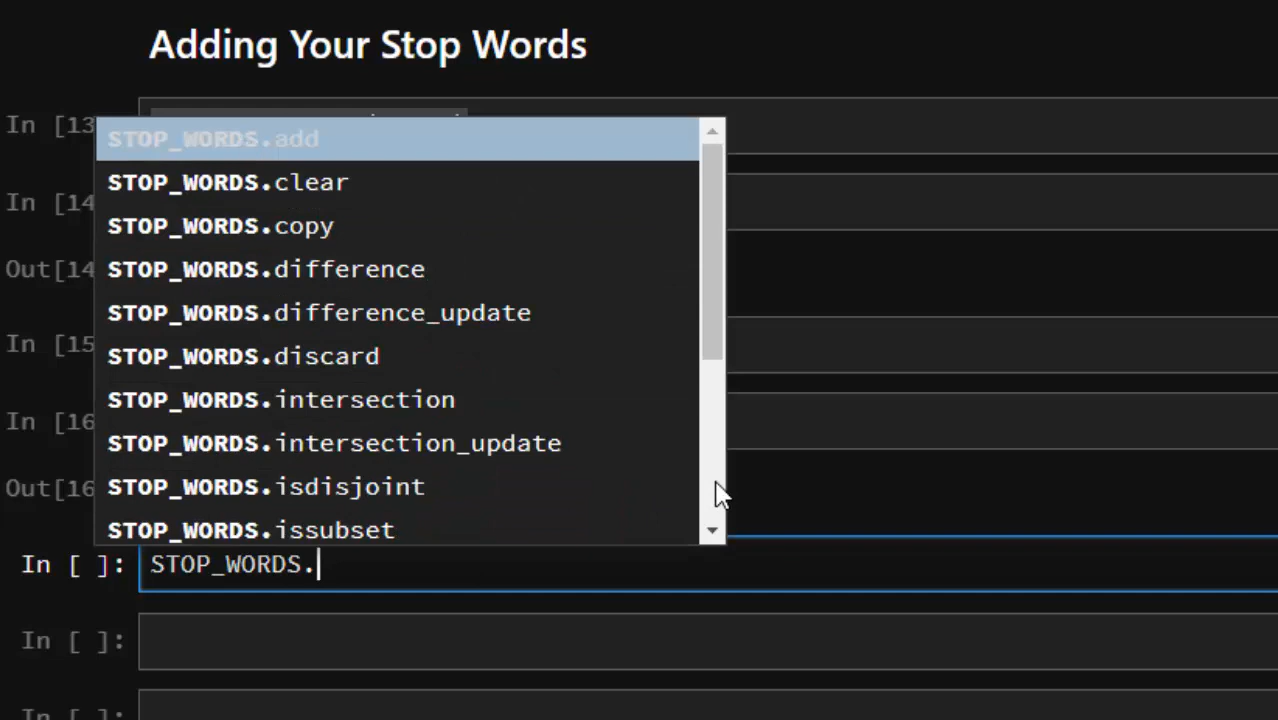 Adding Your Stop Words
In [13
STOP_WORDS.add
STOP_WORDS.clear
In [14
STOP_WORDS.copy
Out[14
STOP_WORDS.difference
STOP_WORDS.difference_update
In [15
STOP_WORDS.discard
STOP_WORDS.intersection
In [16
STOP_WORDS.intersection_update
Out[16
STOP_WORDS.isdisjoint
STOP_WORDS.issubset
In [ ]: STOP_WORDS.
In [ ]:
In [ ]: